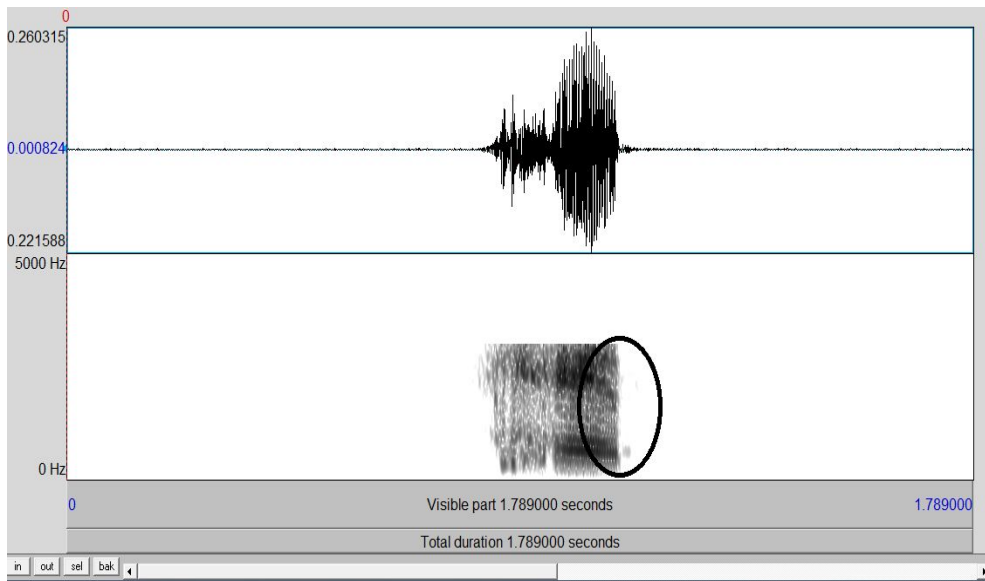 0
0.260315
0.000824
0.221588
5000 Hz
0 Hz
0 Visible part 1.789000 seconds 1.789000
Total duration 1.789000 seconds
in out sel bak